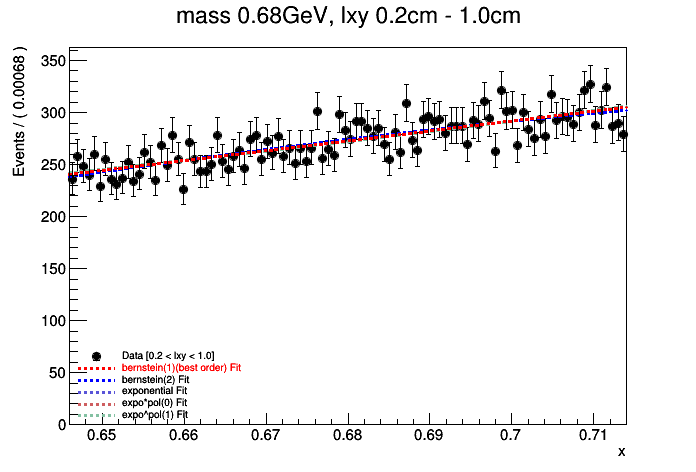 mass 0.68GeV, lxy 0.2cm - 1.0cm
Events / ( 0.00068 )
350
300
250
200
150
100
50
0
Data [0.2 < lxy < 1.0]
bernstein(1)(best order) Fit
bernstein(2) Fit
exponential Fit
expo*pol(0) Fit
expo*pol(1) Fit
0.65 0.66 0.67 0.68 0.69 0.7 0.71
x